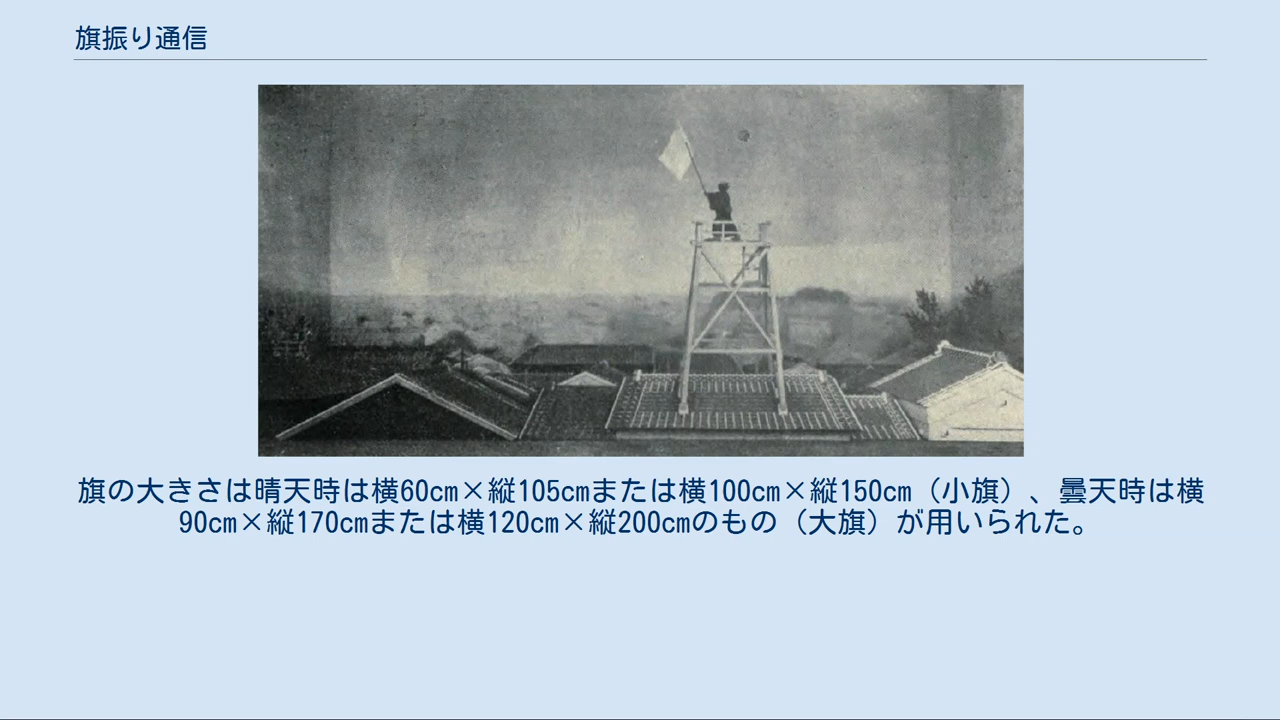 旗振り通信
旗の大きさは晴天時は横60cm×縦105cmまたは横100cm×縦150cm（小旗）、曇天時は横
90cm×縦170cmまたは横120cm×縦200cmのもの（大旗）が用いられた。